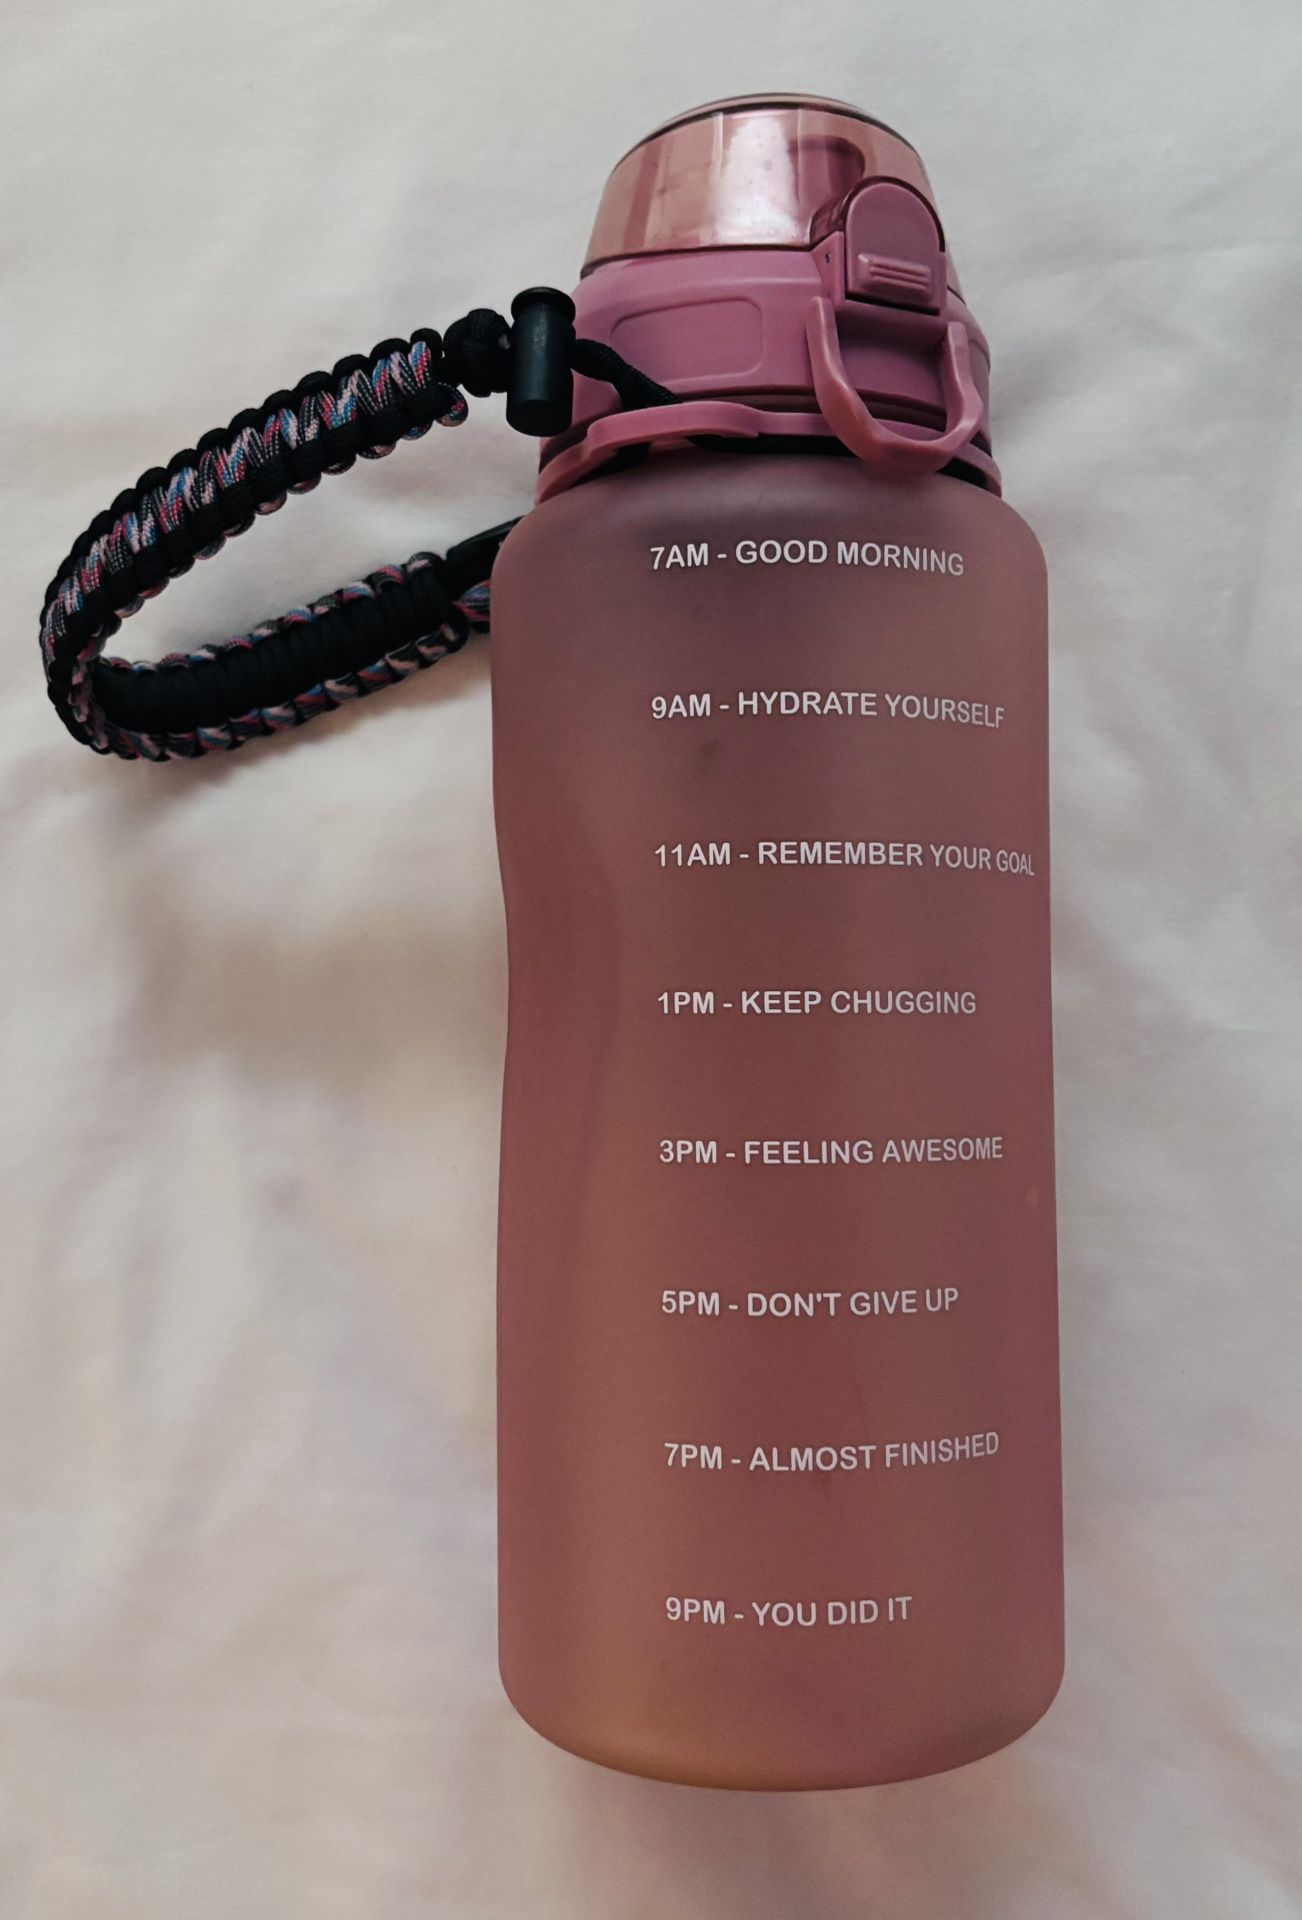 7AM - GOOD MORNING
9AM - HYDRATE YOURSELF
11AM - REMEMBER YOUR GOAL
1PM - KEEP CHUGGING
3PM - FEELING AWESOME
5PM - DON'T GIVE UP
7PM - ALMOST FINISHED
9PM - YOU DID IT